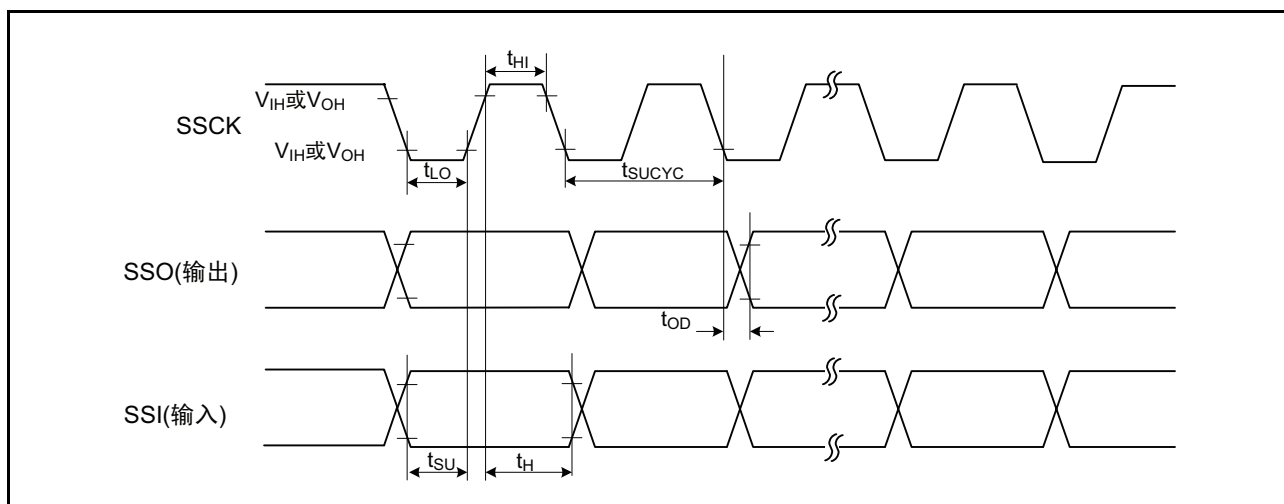 tHI
VIH或VOH
SSCK
VIH或VOH
tLO
tSUCYC
SSO(输出)
tOD
SSI(输入)
tSU
tH